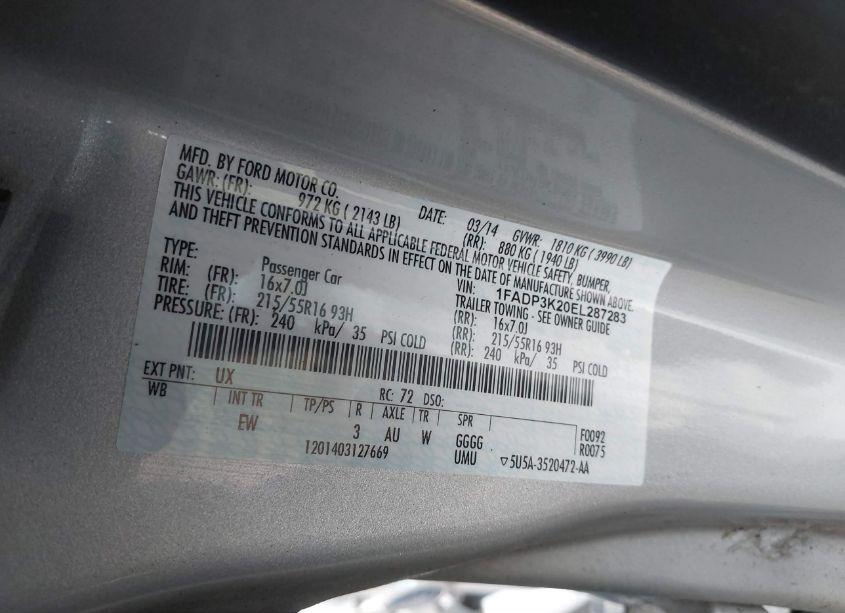 MFD. BY FORD MOTOR CO.
DATE: 03/14 GVWR: 1810 KG ( 3990 LB)
GAWR: (FR): 972 KG ( 2143 LB) (RR): 880 KG ( 1940 LB)
THIS VEHICLE CONFORMS TO ALL APPLICABLE FEDERAL MOTOR VEHICLE SAFETY, BUMPER,
AND THEFT PREVENTION STANDARDS IN EFFECT ON THE DATE OF MANUFACTURE SHOWN ABOVE.
VIN: 1FADP3K20EL287283
TYPE: Passenger Car TRAILER TOWING - SEE OWNER GUIDE
RIM: (FR): 16x7.0J (RR): 16x7.0J
TIRE: (FR): 215/55R16 93H (RR): 215/55R16 93H
PRESSURE: (FR): 240 kPa/ 35 PSI COLD (RR): 240 kPa/ 35 PSI COLD
EXT PNT: UX RC: 72 DSO:
WB INT TR TP/PS R AXLE TR SPR F0092
EW 3 AU W GGGG R0075
1201403127669 UMU ▽5U5A-3520472-AA